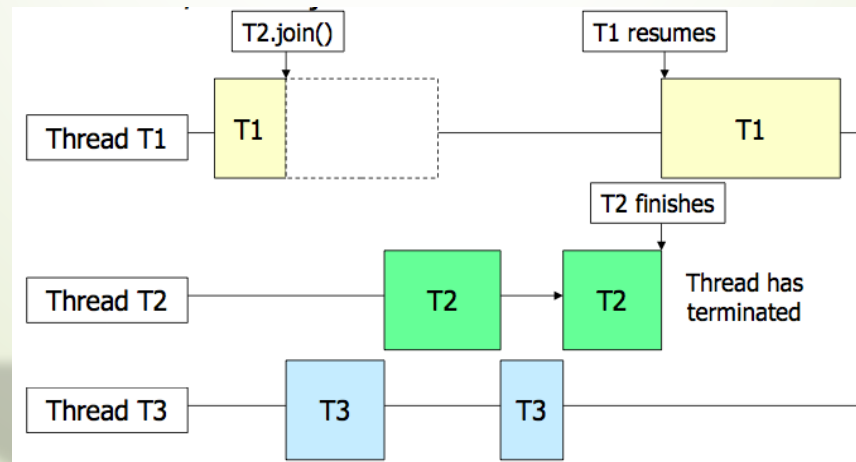 T2.join()
T1 resumes
Thread T1
T1
T1
T2 finishes
Thread T2
T2
T2
Thread has
terminated
Thread T3
T3
T3